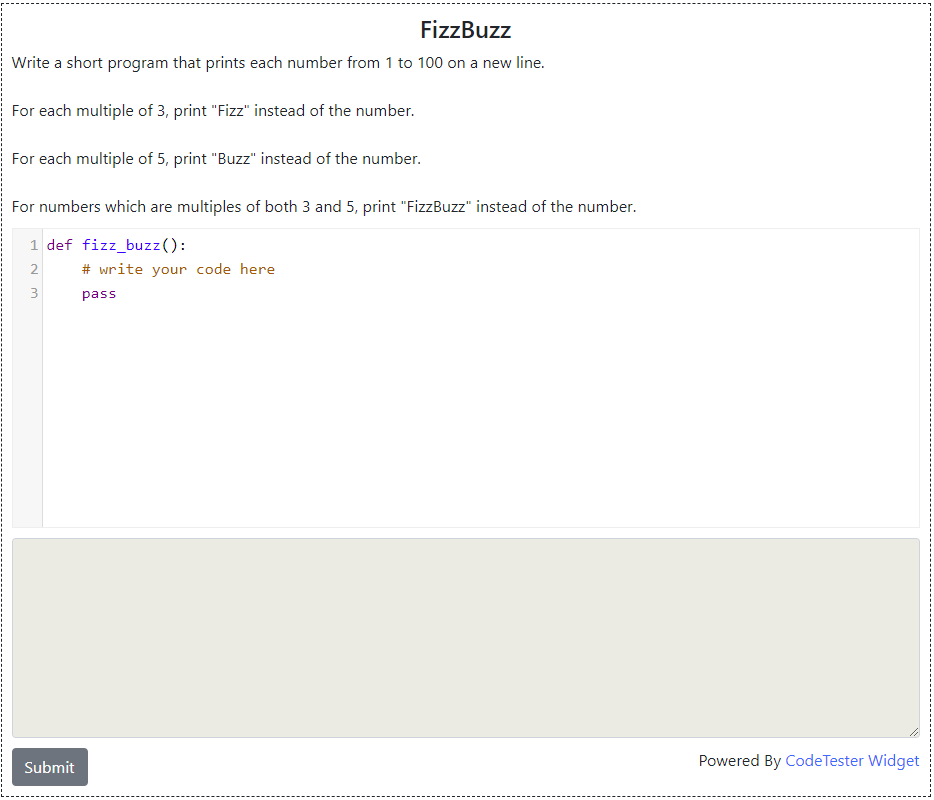 FizzBuzz
Write a short program that prints each number from 1 to 100 on a new line.
For each multiple of 3, print "Fizz" instead of the number.
For each multiple of 5, print "Buzz" instead of the number.
For numbers which are multiples of both 3 and 5, print "FizzBuzz" instead of the number.
1 def fizz_buzz():
2     # write your code here
3     pass
Submit
Powered By CodeTester Widget